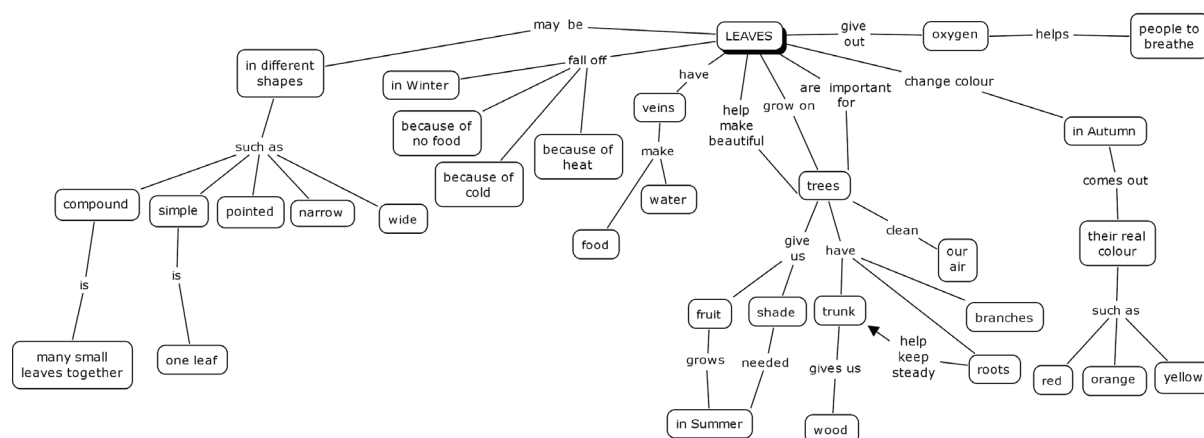 LEAVES
may be
in different
shapes
such as
compound
simple
pointed
narrow
wide
is
many small
leaves together
is
one leaf
fall off
in Winter
because of
no food
because of
cold
because of
heat
have
veins
make
food
water
help
make
beautiful
grow on
are important
for
trees
give
us
fruit
shade
grows
needed
in Summer
have
trunk
branches
roots
help
keep
steady
gives us
wood
clean
our
air
give
out
oxygen
helps
people to
breathe
change colour
in Autumn
comes out
their real
colour
such as
red
orange
yellow